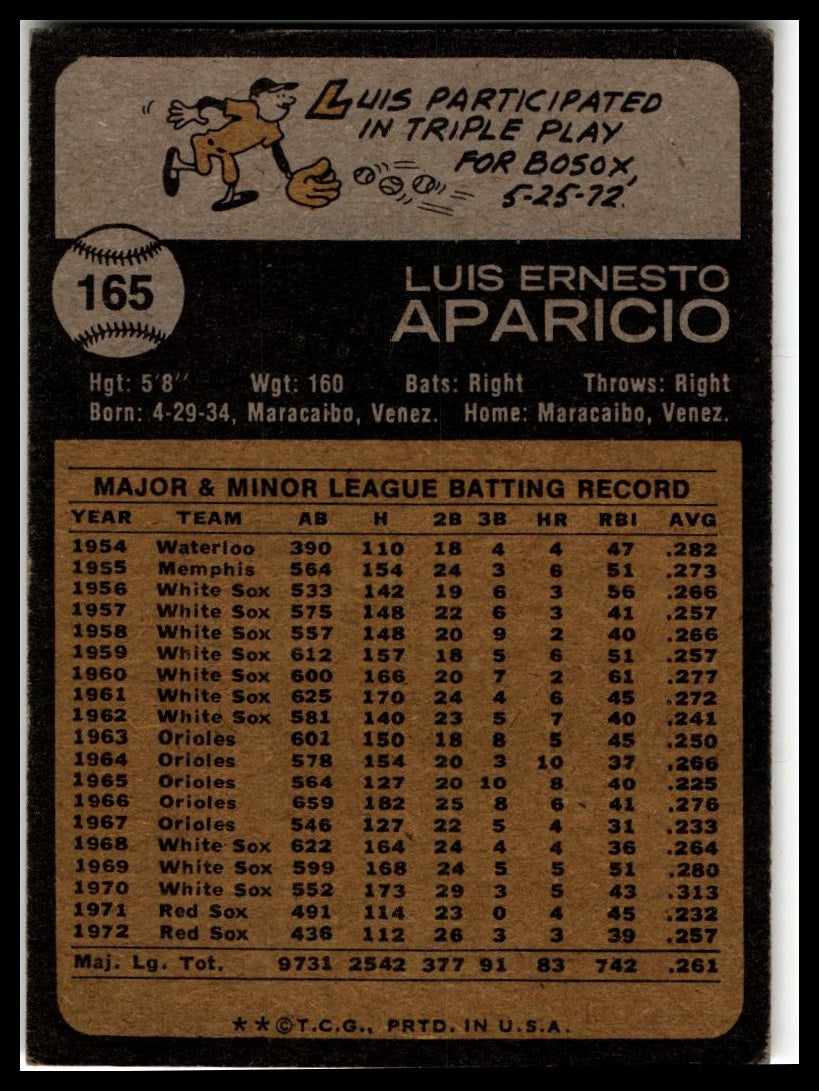 LUIS PARTICIPATED
IN TRIPLE PLAY
FOR BOSOX,
5-25-72.
165
LUIS ERNESTO
APARICIO
Hgt: 5'8" Wgt: 160 Bats: Right Throws: Right
Born: 4-29-34, Maracaibo, Venez. Home: Maracaibo, Venez.
MAJOR & MINOR LEAGUE BATTING RECORD
YEAR TEAM AB H 2B 3B HR RBI AVG
1954 Waterloo 390 110 18 4 4 47 .282
1955 Memphis 564 154 24 3 6 51 .273
1956 White Sox 533 142 19 6 3 56 .266
1957 White Sox 575 148 22 6 3 41 .257
1958 White Sox 557 148 20 9 2 40 .266
1959 White Sox 612 157 18 5 6 51 .257
1960 White Sox 600 166 20 7 2 61 .277
1961 White Sox 625 170 24 4 6 45 .272
1962 White Sox 581 140 23 5 7 40 .241
1963 Orioles 601 150 18 8 5 45 .250
1964 Orioles 578 154 20 3 10 37 .266
1965 Orioles 564 127 20 10 8 40 .225
1966 Orioles 659 182 25 8 6 41 .276
1967 Orioles 546 127 22 5 4 31 .233
1968 White Sox 622 164 24 4 4 36 .264
1969 White Sox 599 168 24 5 5 51 .280
1970 White Sox 552 173 29 3 5 43 .313
1971 Red Sox 491 114 23 0 4 45 .232
1972 Red Sox 436 112 26 3 3 39 .257
Maj. Lg. Tot. 9731 2542 377 91 83 742 .261
**©T.C.G., PRTD. IN U.S.A.